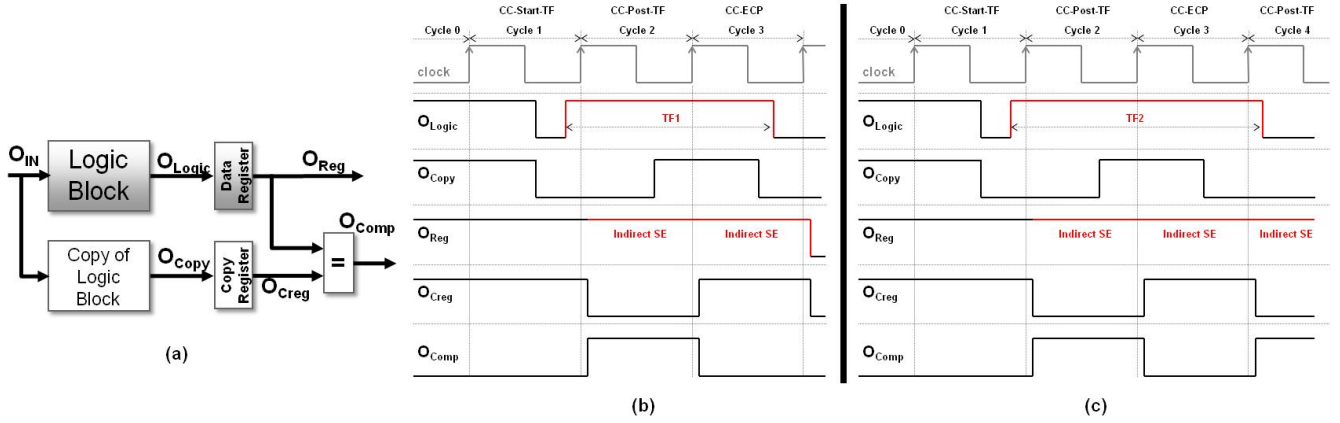 O_IN
Logic Block
O_Logic
Data Register
O_Reg
O_Comp
=
Copy of Logic Block
O_Copy
Copy Register
O_Creg
(a)
CC-Start-TF CC-Post-TF CC-ECP
Cycle 0 Cycle 1 Cycle 2 Cycle 3
clock
O_Logic
TF1
O_Copy
O_Reg
Indirect SE Indirect SE
O_Creg
O_Comp
(b)
CC-Start-TF CC-Post-TF CC-ECP CC-Post-TF
Cycle 0 Cycle 1 Cycle 2 Cycle 3 Cycle 4
clock
O_Logic
TF2
O_Copy
O_Reg
Indirect SE Indirect SE Indirect SE
O_Creg
O_Comp
(c)